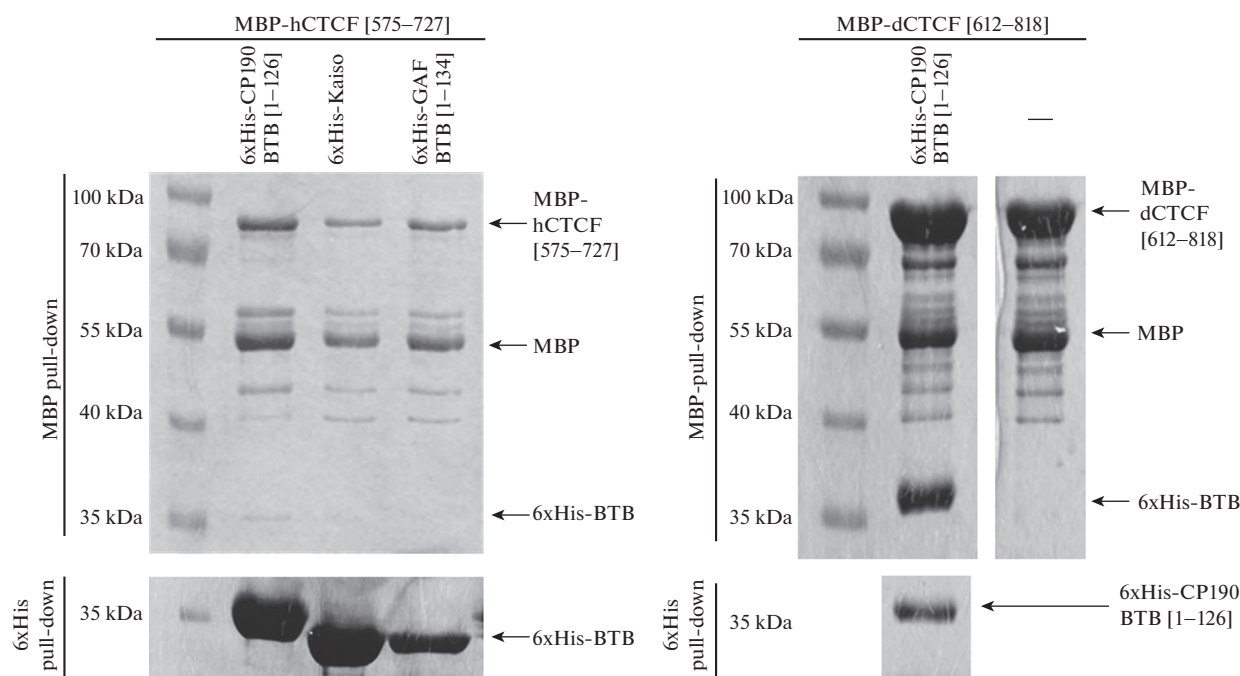 MBP-hCTCF [575–727]
6xHis-CP190
BTB [1–126]
6xHis-Kaiso
6xHis-GAF
BTB [1–134]
MBP pull-down
100 kDa
70 kDa
55 kDa
40 kDa
35 kDa
MBP-
hCTCF
[575–727]
MBP
6xHis-BTB
6xHis
pull-down
35 kDa
6xHis-BTB
MBP-dCTCF [612–818]
6xHis-CP190
BTB [1–126]
—
MBP-pull-down
100 kDa
70 kDa
55 kDa
40 kDa
35 kDa
MBP-
dCTCF
[612–818]
MBP
6xHis-BTB
6xHis
pull-down
35 kDa
6xHis-CP190
BTB [1–126]